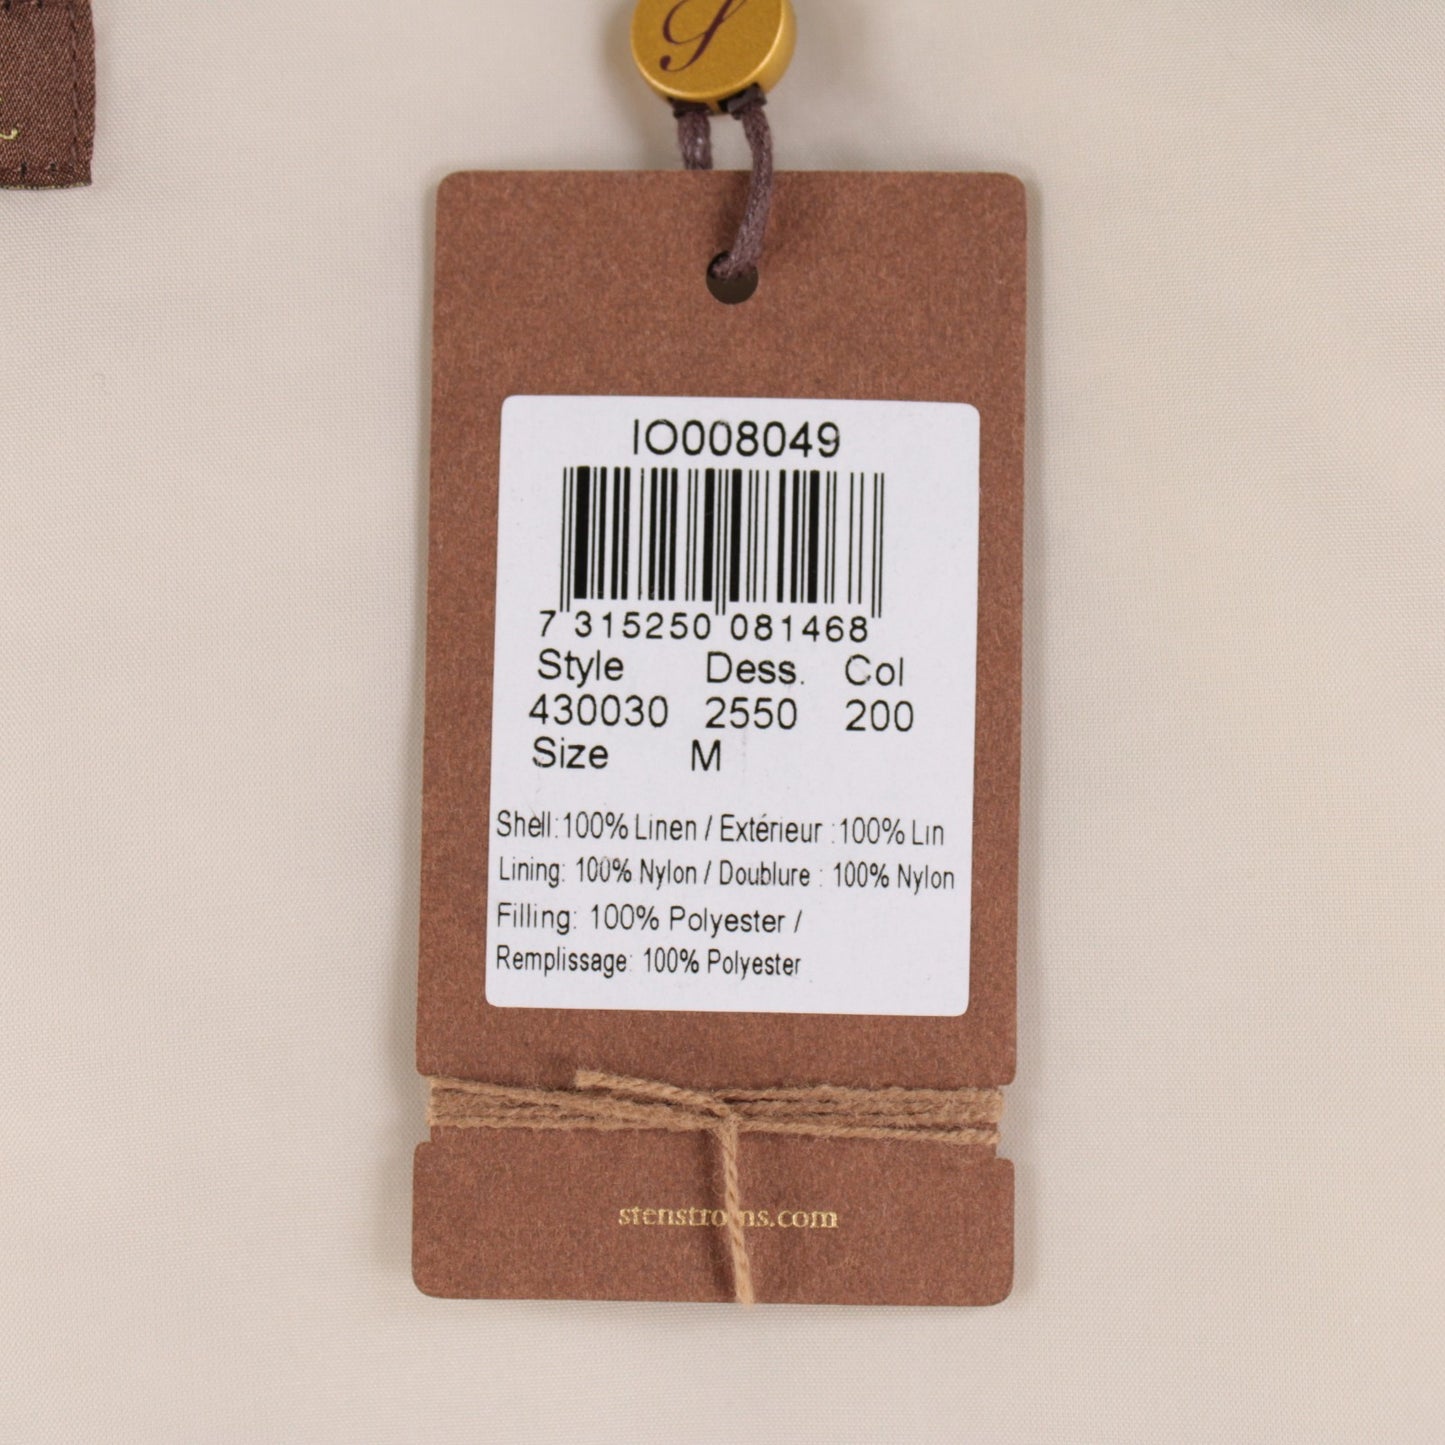 S
IO008049
7 315250 081468
Style Dess. Col
430030 2550 200
Size M
Shell:100% Linen / Extérieur :100% Lin
Lining: 100% Nylon / Doublure : 100% Nylon
Filling: 100% Polyester /
Remplissage: 100% Polyester
stenstroms.com